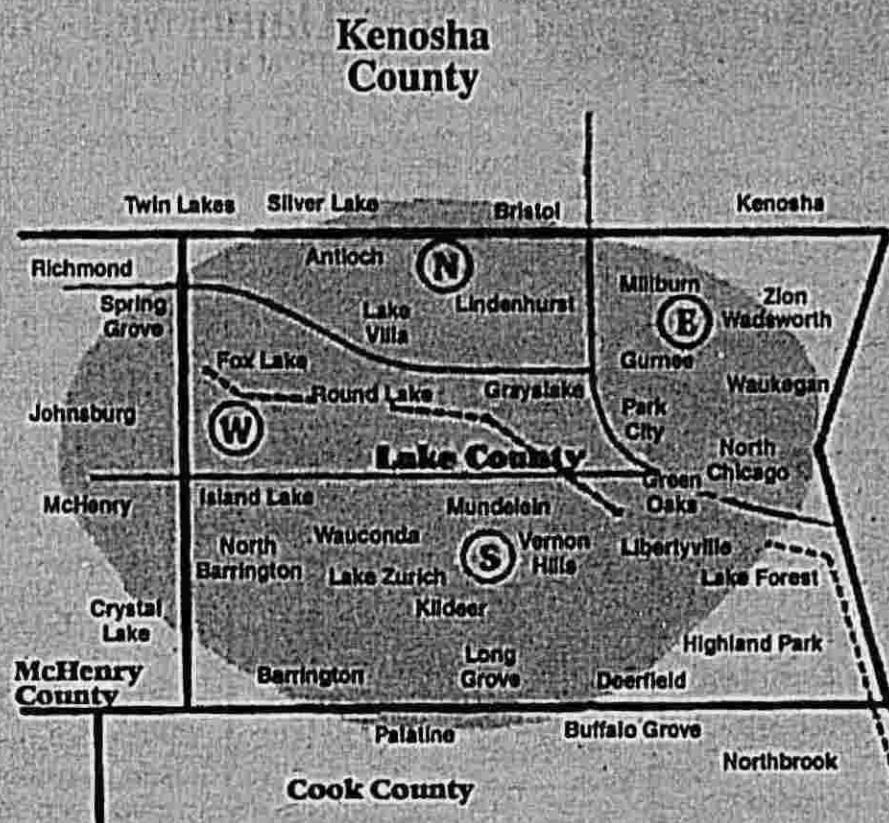 Kenosha
County
Twin Lakes
Silver Lake
Bristol
Kenosha
Richmond
Antioch
N
Millburn
Zion
Spring
Grove
Lake
Villa
Lindenhurst
E
Wadsworth
Fox Lake
Gurnee
Round Lake
Grayslake
Waukegan
Johnsburg
W
Park
City
Lake County
North
Chicago
McHenry
Island Lake
Mundelein
Green
Oaks
North
Barrington
Wauconda
S
Vernon
Hills
Libertyville
Lake Zurich
Lake Forest
Kildeer
Crystal
Lake
Highland Park
McHenry
County
Barrington
Long
Grove
Deerfield
Palatine
Buffalo Grove
Northbrook
Cook County